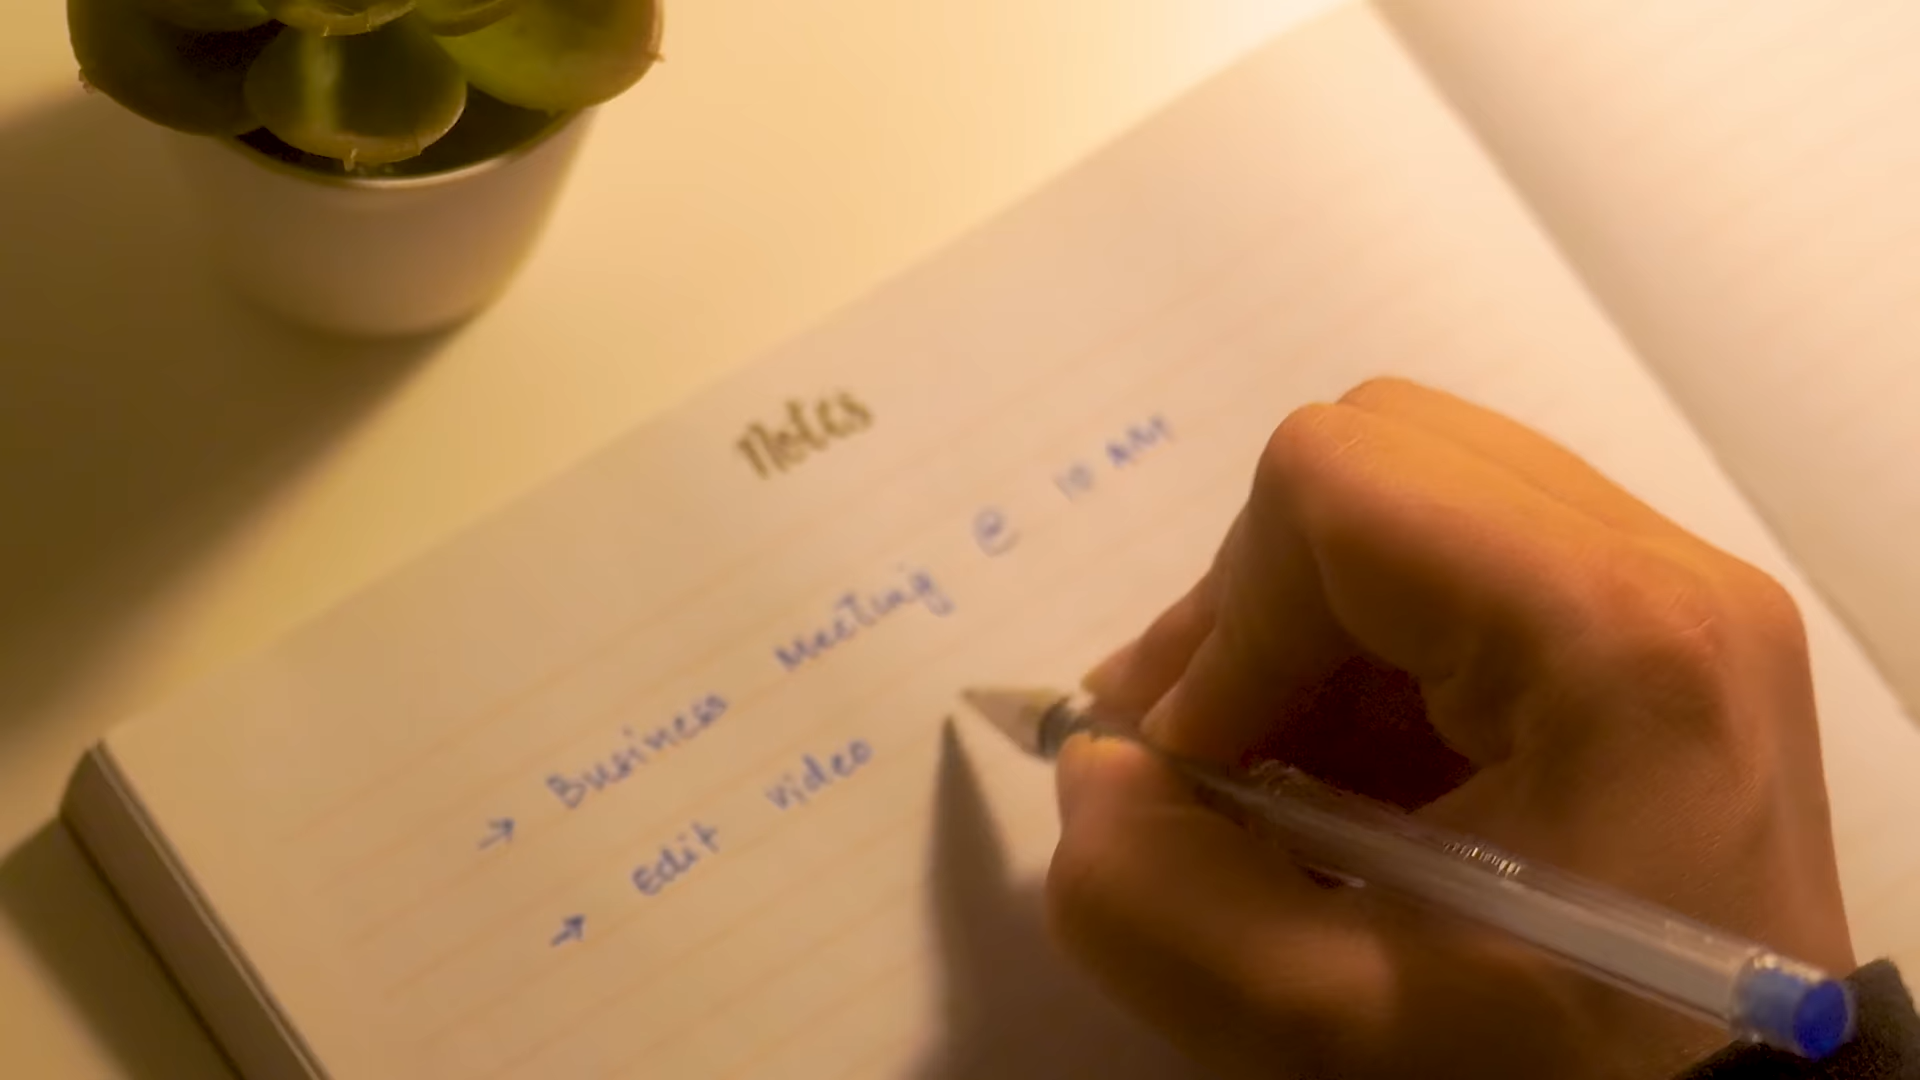 Notes
→ Business Meeting @ 10 AM
→ Edit video